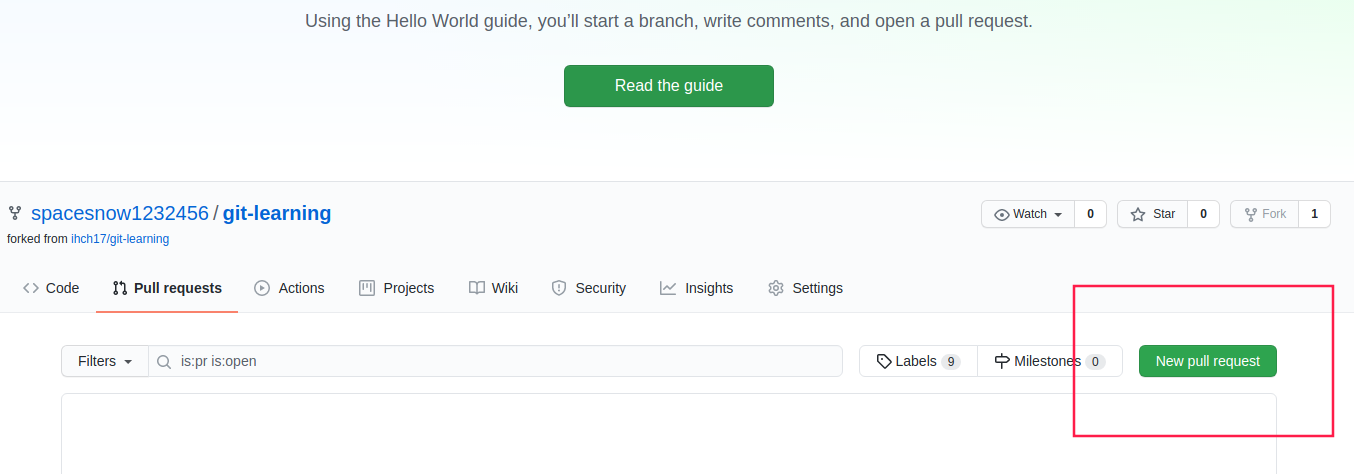 Using the Hello World guide, you’ll start a branch, write comments, and open a pull request.
Read the guide
spacesnow1232456 / git-learning
Watch 0 Star 0 Fork 1
forked from ihch17/git-learning
Code Pull requests Actions Projects Wiki Security Insights Settings
Filters is:pr is:open Labels 9 Milestones 0 New pull request